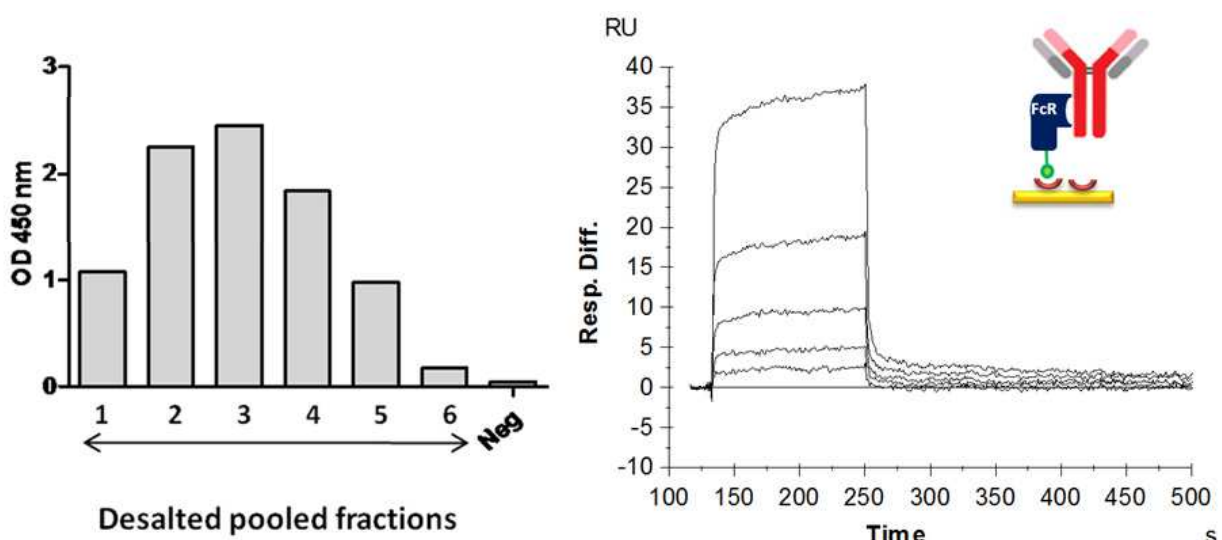 3
2
1
0
OD 450 nm
1 2 3 4 5 6 Neg
Desalted pooled fractions
RU
40
35
30
25
20
15
10
5
0
-5
-10
Resp. Diff.
100 150 200 250 300 350 400 450 500
Time s
FcR